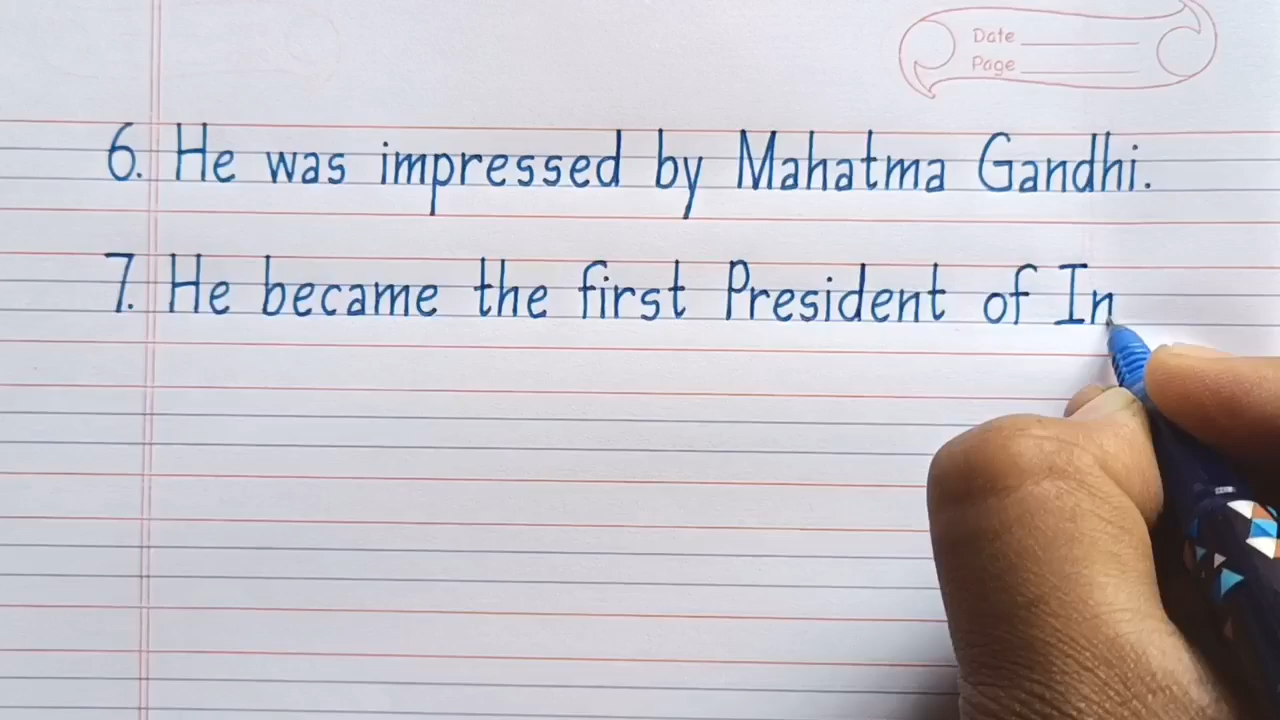 Date
Page
6. He was impressed by Mahatma Gandhi.
7. He became the first President of In